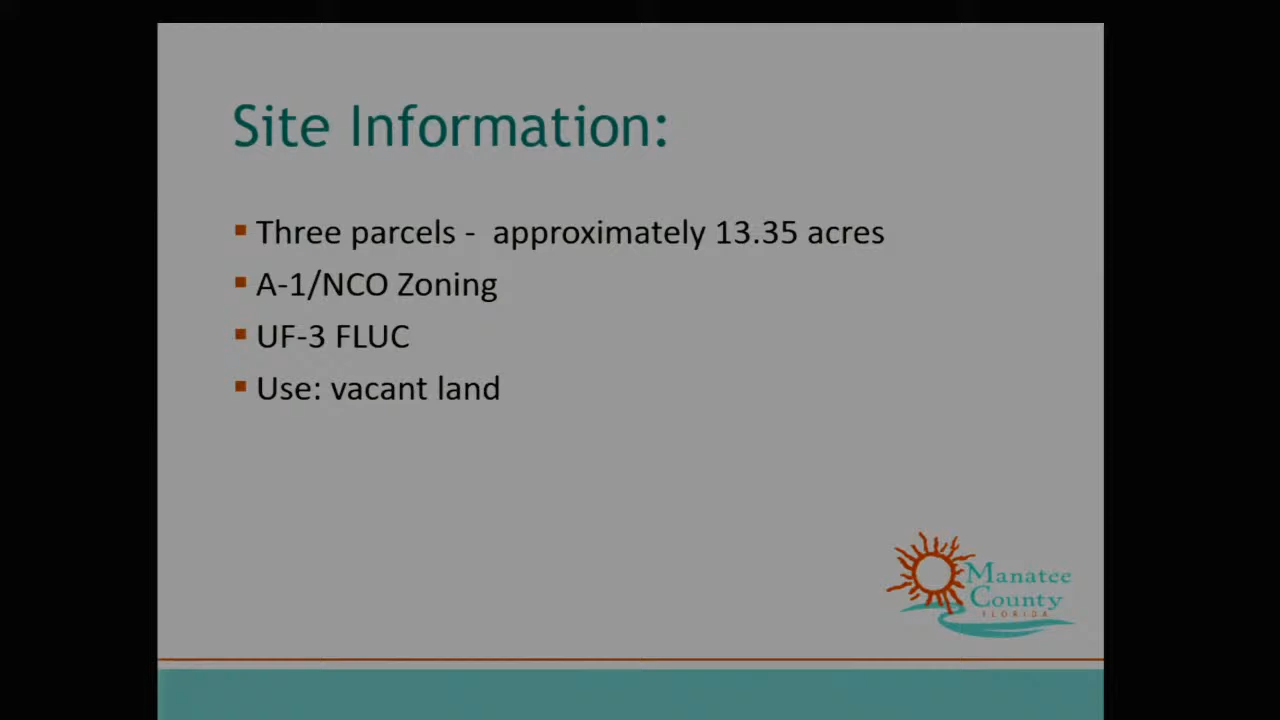 Site Information:
Three parcels -  approximately 13.35 acres
A-1/NCO Zoning
UF-3 FLUC
Use: vacant land
Manatee
County
FLORIDA